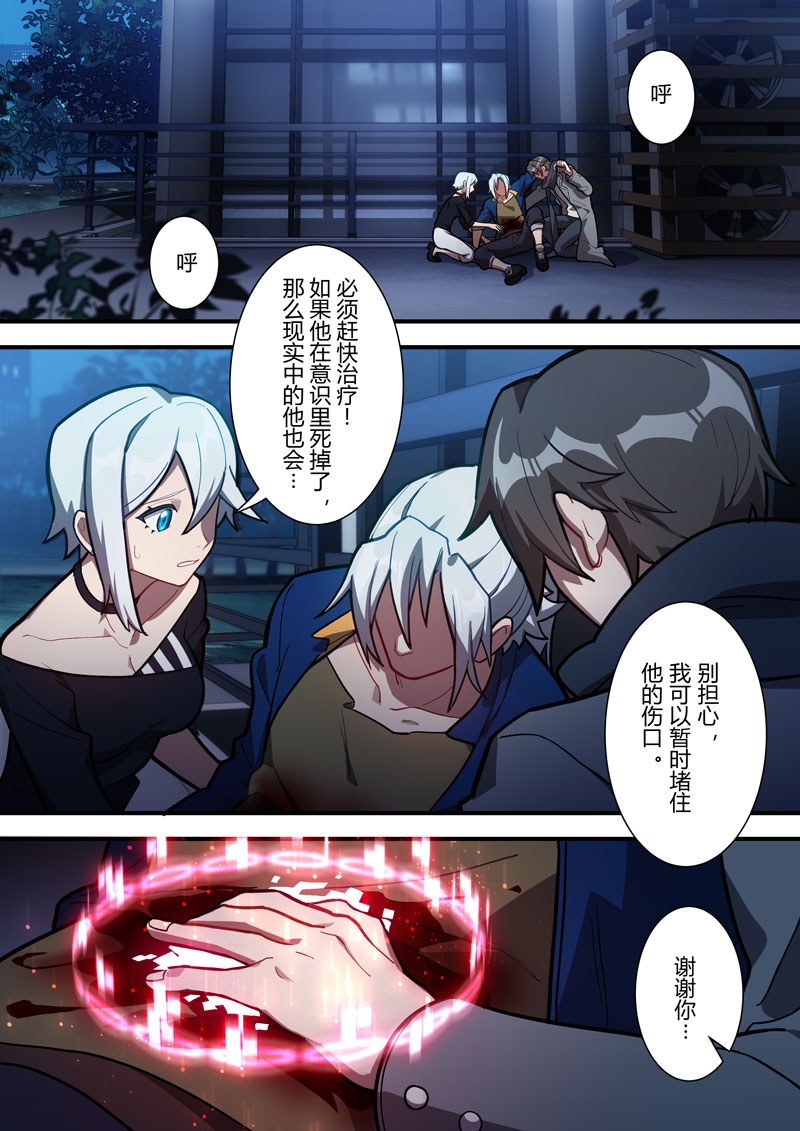 呼
呼
必须赶快治疗！
如果他在意识里死掉了，
那么现实中的他也会…
别担心，
我可以暂时堵住
他的伤口。
谢谢你…